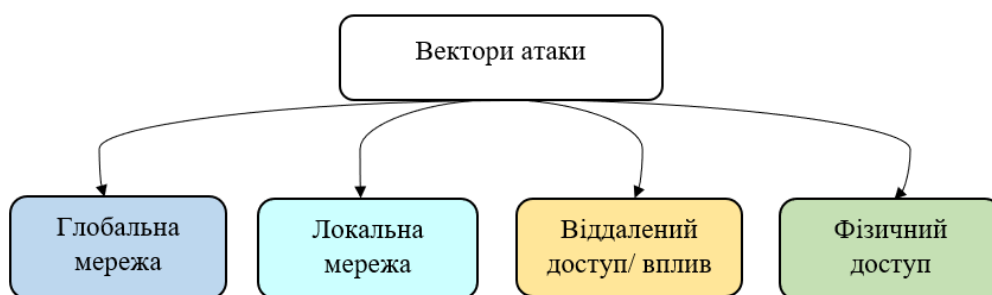 Вектори атаки
Глобальна
мережа
Локальна
мережа
Віддалений
доступ/ вплив
Фізичний
доступ